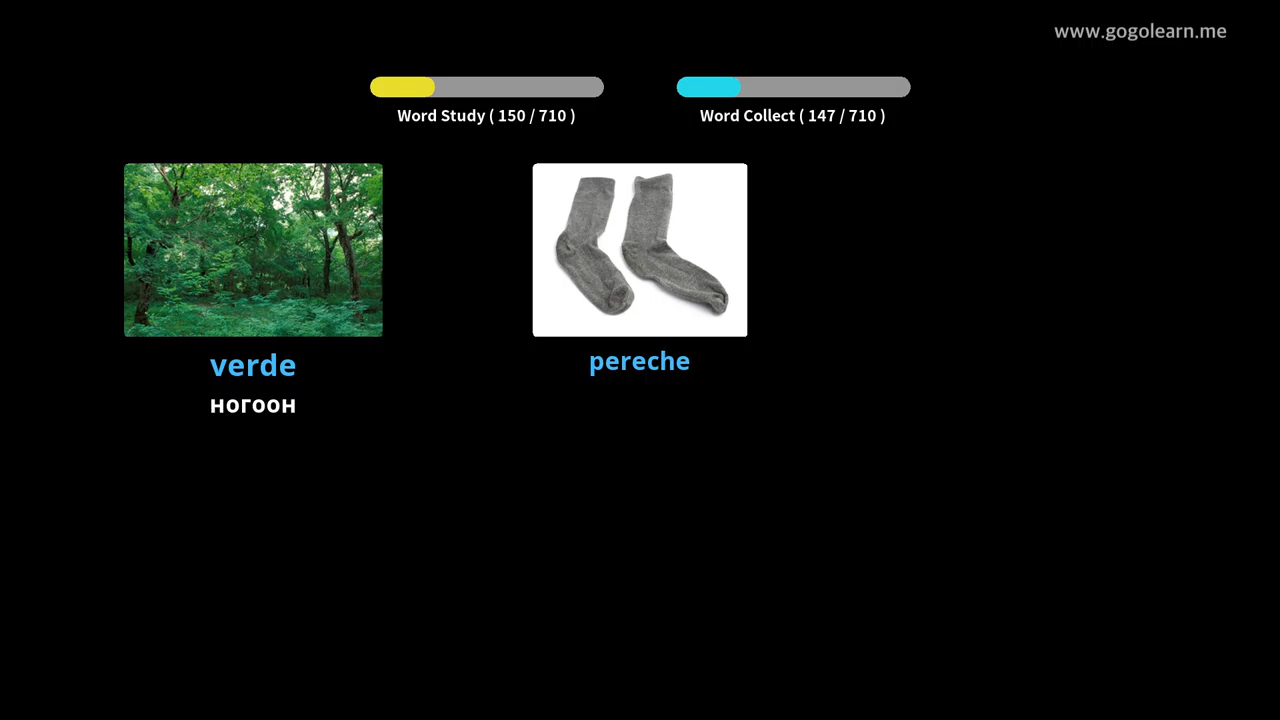 www.gogolearn.me
Word Study ( 150 / 710 )
Word Collect ( 147 / 710 )
verde
ногоон
pereche